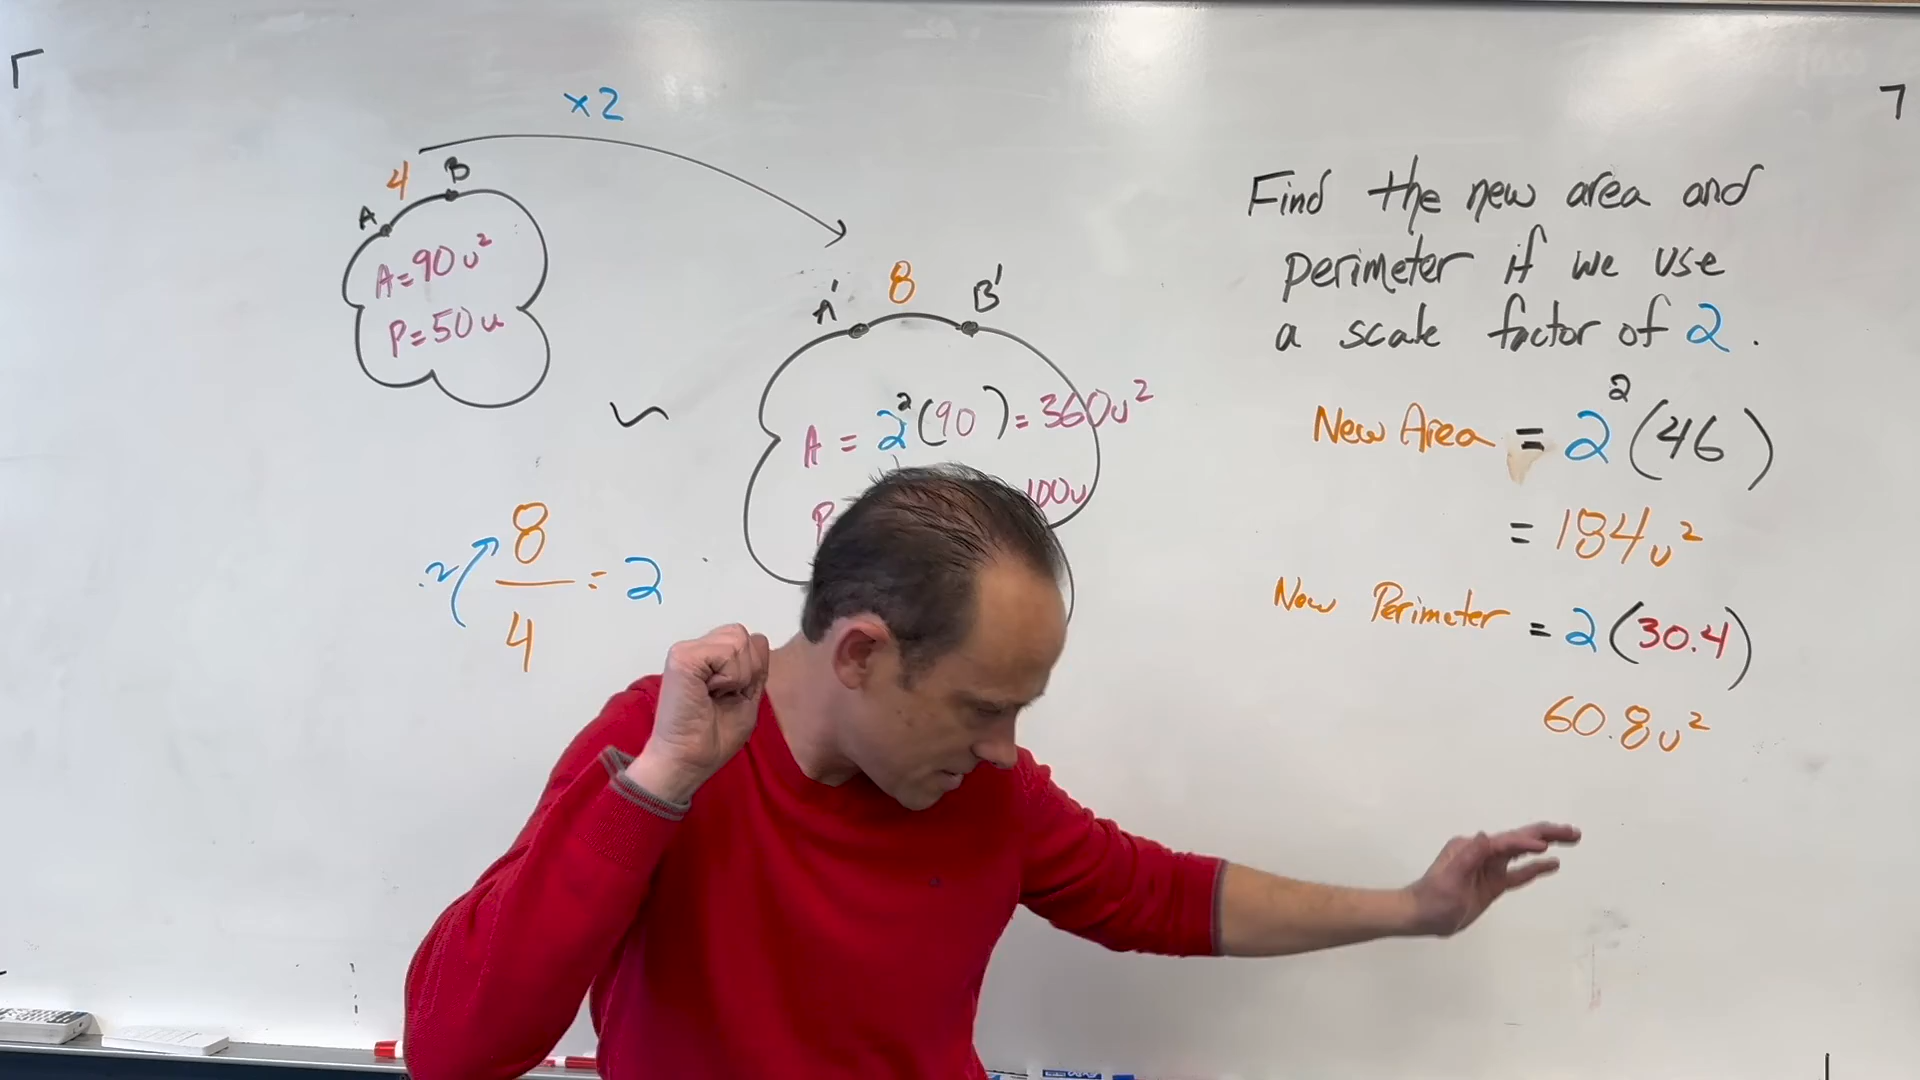 ×2
4
A
B
A=90u²
P=50u
A'
8
B'
A = 2²(90)=360u²
P
100u
~
·2
8
4
=2
Find the new area and
perimeter if we use
a scale factor of 2.
New Area = 2²(46)
= 184u²
New Perimeter = 2(30.4)
60.8u²